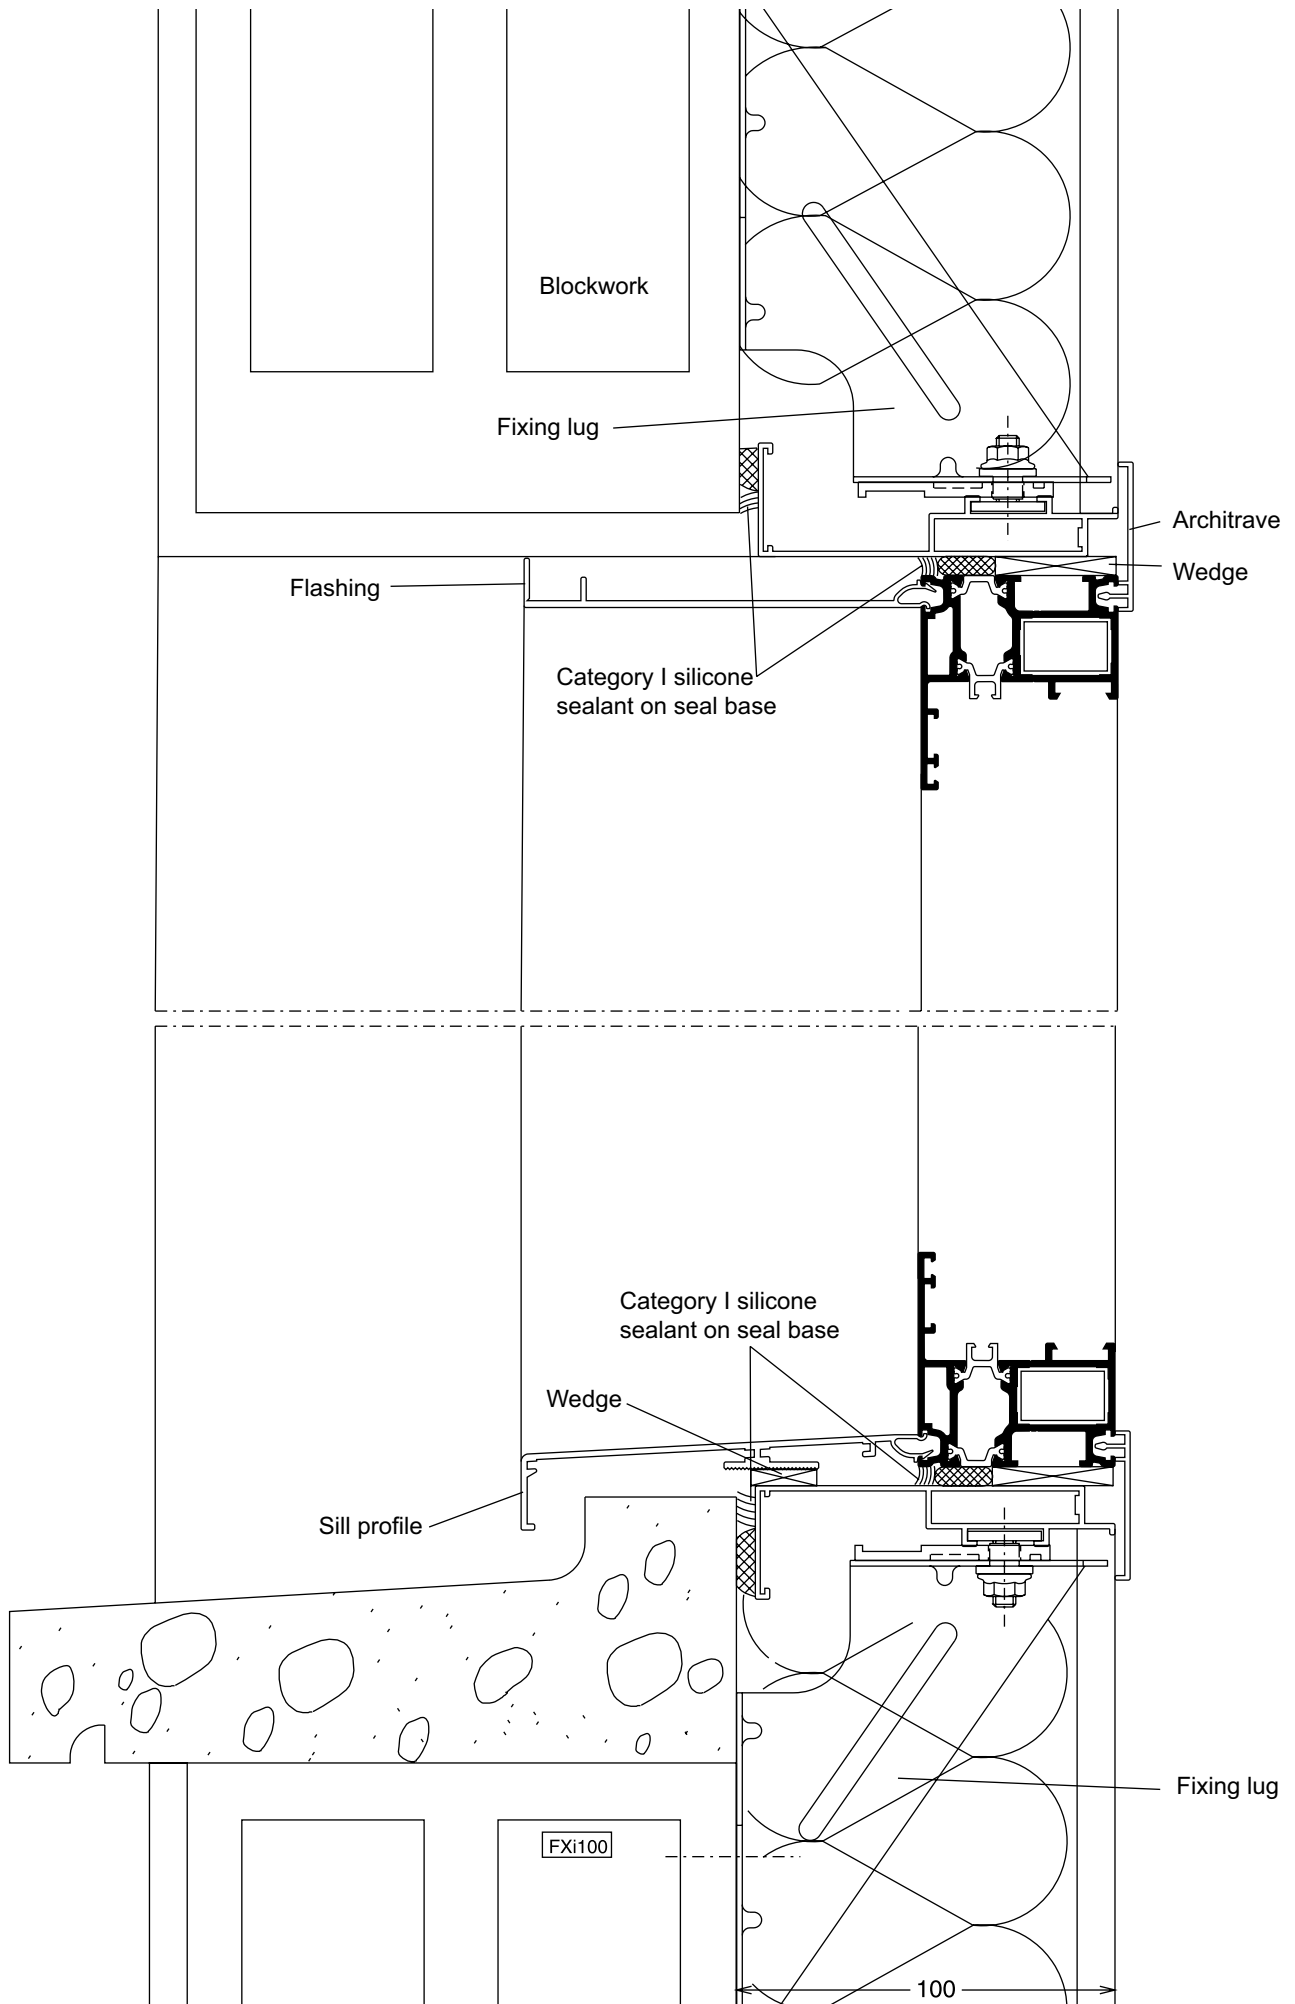 Blockwork
Fixing lug
Architrave
Wedge
Flashing
Category I silicone
sealant on seal base
Category I silicone
sealant on seal base
Wedge
Sill profile
Fixing lug
FXi100
100